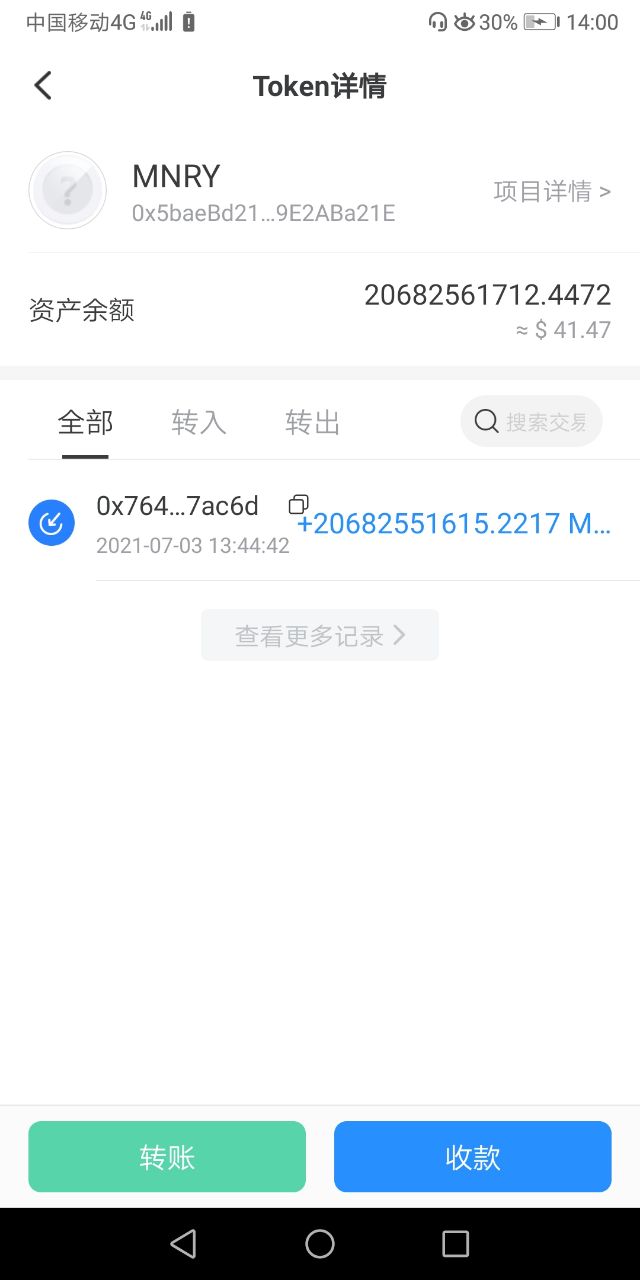 中国移动4G 4G 30% 14:00
Token详情
MNRY
0x5baeBd21...9E2ABa21E
项目详情 >
资产余额
20682561712.4472
≈ $ 41.47
全部 转入 转出 搜索交易
0x764...7ac6d
+20682551615.2217 M...
2021-07-03 13:44:42
查看更多记录
转账 收款